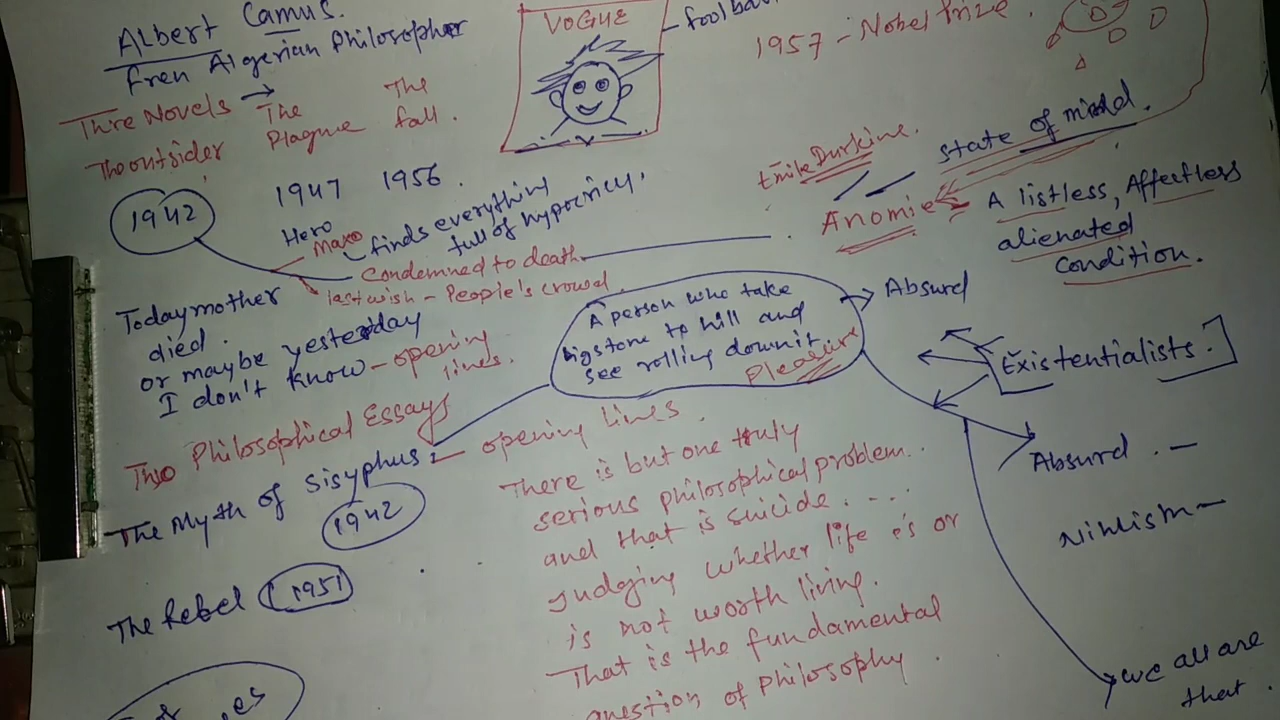 Albert Camus.
Fren Algerian Philosopher
VOGUE
1957 - Nobel Prize.
Three Novels → The The
Plague fall.
The outsider
1942
1947 1956.
Hero
finds everything
full of hypocricy.
Condemned to death
last wish - People's crowd
Emile Durkine.
state of mind.
Anomie - A listless, Affectless
alienated
condition.
Today mother
died.
or maybe yesterday
I don't know - opening
lines.
A person who take
big stone to hill and
see rolling down it
Pleasure
Absurd
Existentialists.
Absurd. -
Nihlism -
we all are
that.
Two Philosophical Essays
The Myth of Sisyphus:
1942
- opening lines.
There is but one truly
serious philosophical problem..
and that is suicide. - - -
Judging whether life is or
is not worth living.
That is the fundamental
question of Philosophy.
The Rebel 1951